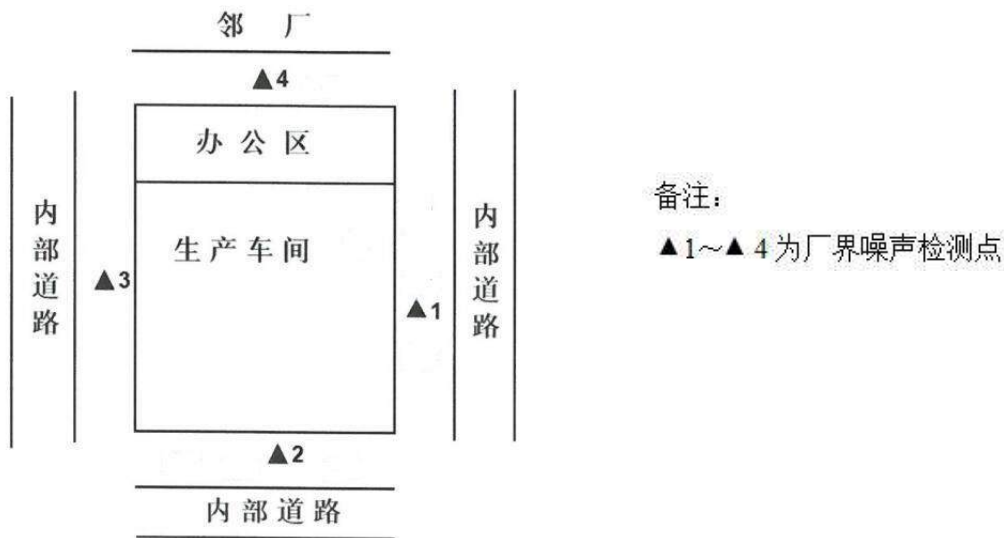 邻 厂
▲4
办 公 区
内部道路
生产车间
▲3
▲1
内部道路
▲2
内部道路
备注：
▲1～▲4为厂界噪声检测点